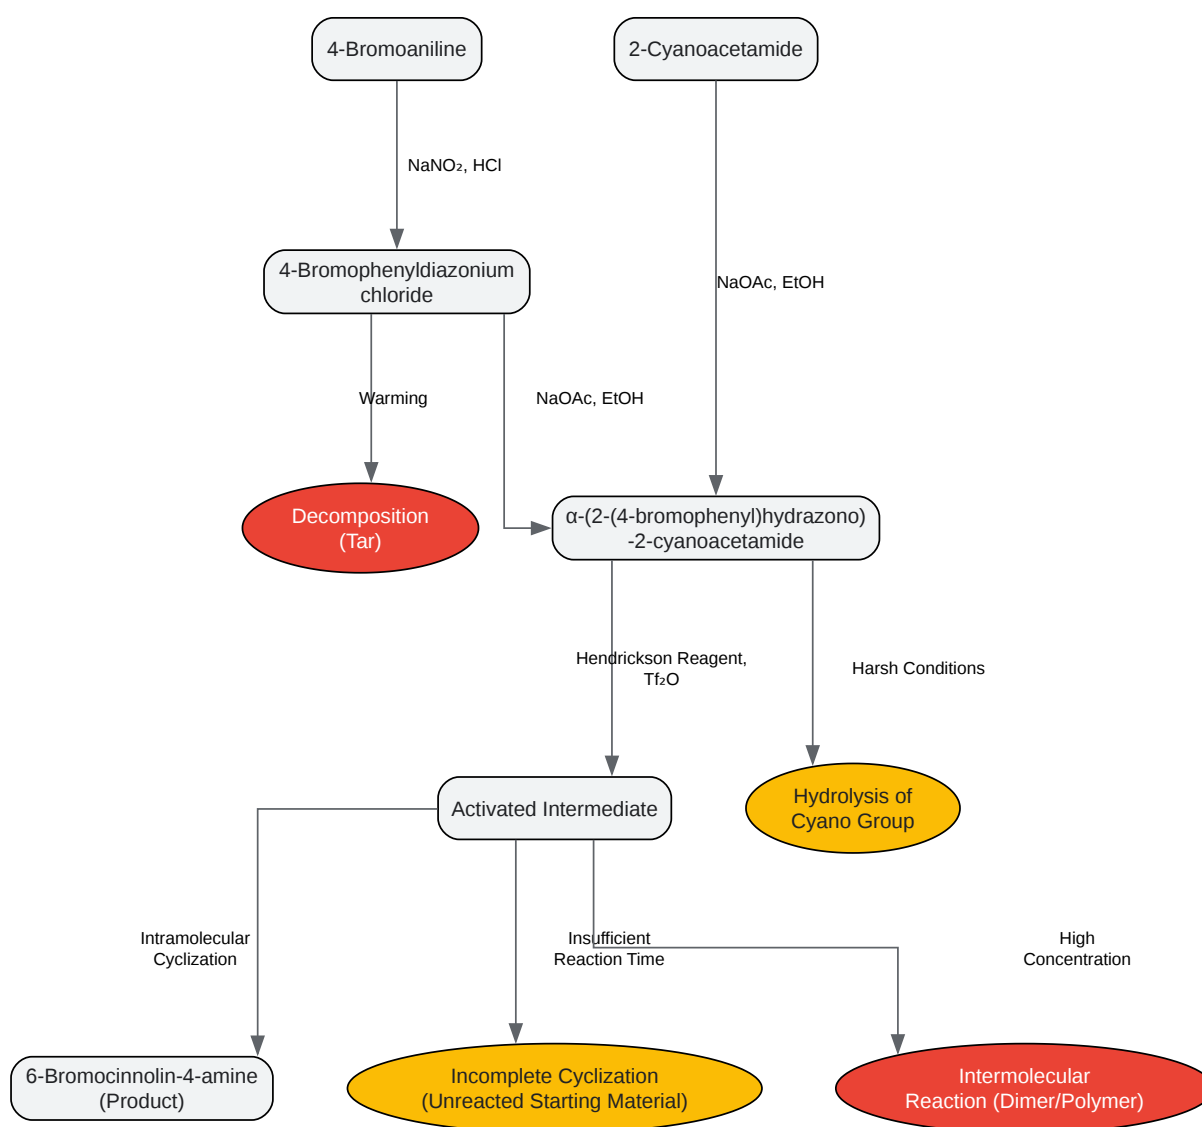 4-Bromoaniline
2-Cyanoacetamide
NaNO₂, HCl
4-Bromophenyldiazonium
chloride
NaOAc, EtOH
Warming
NaOAc, EtOH
Decomposition
(Tar)
α-(2-(4-bromophenyl)hydrazono)
-2-cyanoacetamide
Hendrickson Reagent,
Tf₂O
Harsh Conditions
Activated Intermediate
Hydrolysis of
Cyano Group
Intramolecular
Cyclization
Insufficient
Reaction Time
High
Concentration
6-Bromocinnolin-4-amine
(Product)
Incomplete Cyclization
(Unreacted Starting Material)
Intermolecular
Reaction (Dimer/Polymer)